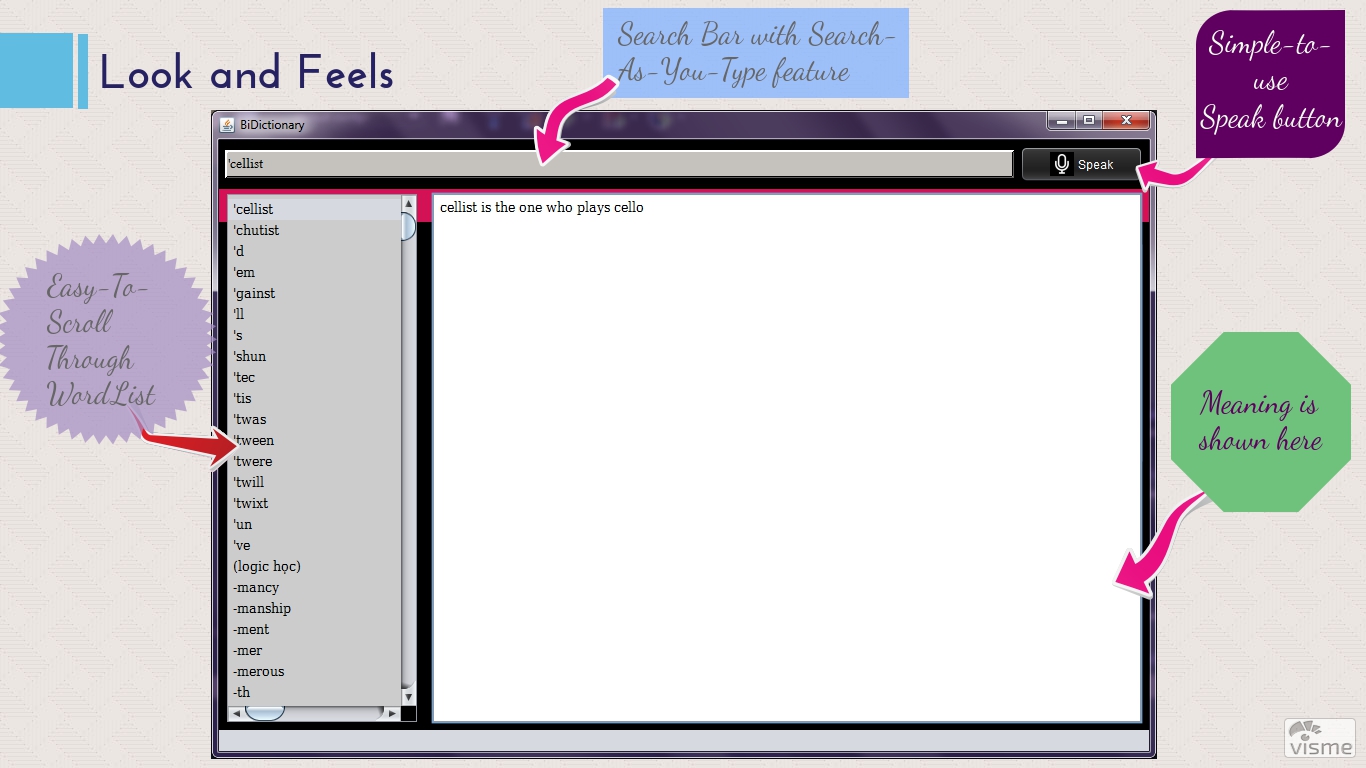 Look and Feels
Search Bar with Search-
As-You-Type feature
Simple-to-
use
Speak button
BiDictionary
'cellist
Speak
'cellist
'chutist
'd
'em
'gainst
'll
's
'shun
'tec
'tis
'twas
'tween
'twere
'twill
'twixt
'un
've
(logic học)
-mancy
-manship
-ment
-mer
-merous
-th
cellist is the one who plays cello
Easy-To-
Scroll
Through
WordList
Meaning is
shown here
visme